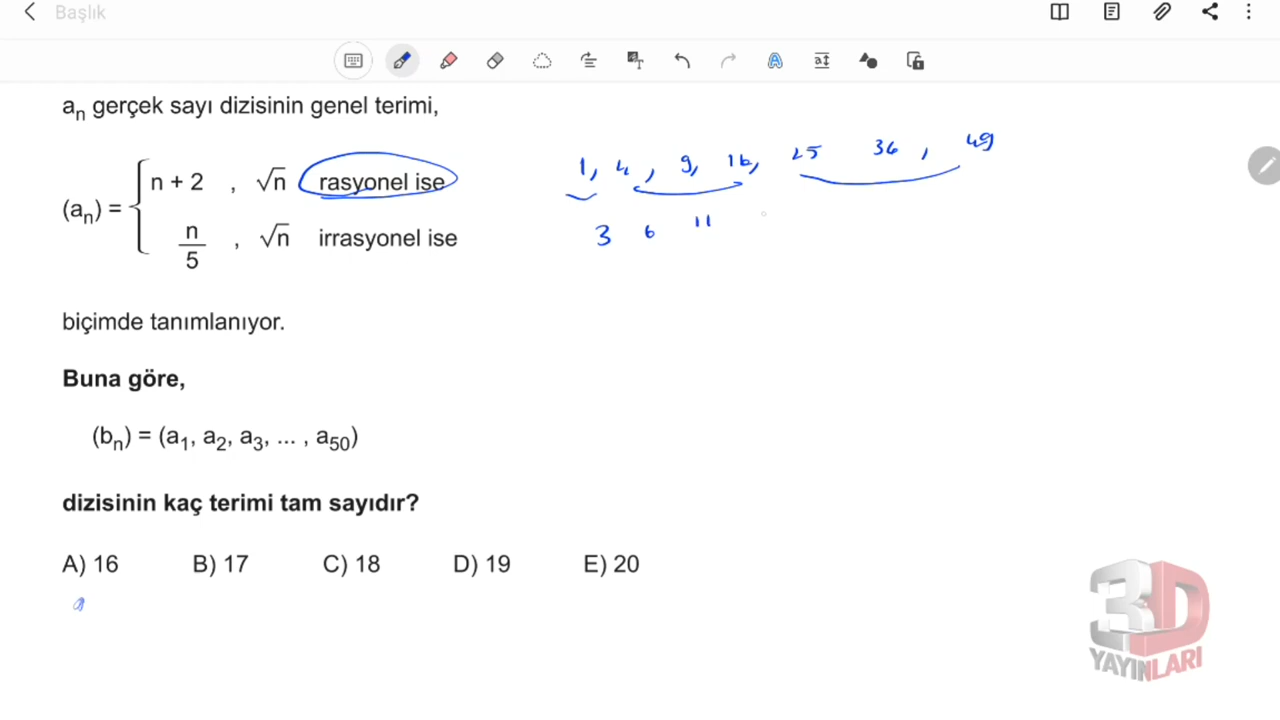 Başlık
aₙ gerçek sayı dizisinin genel terimi,
1, 4, 9, 16, 25 36, 49
n + 2 , √n rasyonel ise
(aₙ) =
n/5 , √n irrasyonel ise
3 6 11
biçimde tanımlanıyor.
Buna göre,
(bₙ) = (a₁, a₂, a₃, ... , a₅₀)
dizisinin kaç terimi tam sayıdır?
A) 16 B) 17 C) 18 D) 19 E) 20
3D
YAYINLARI